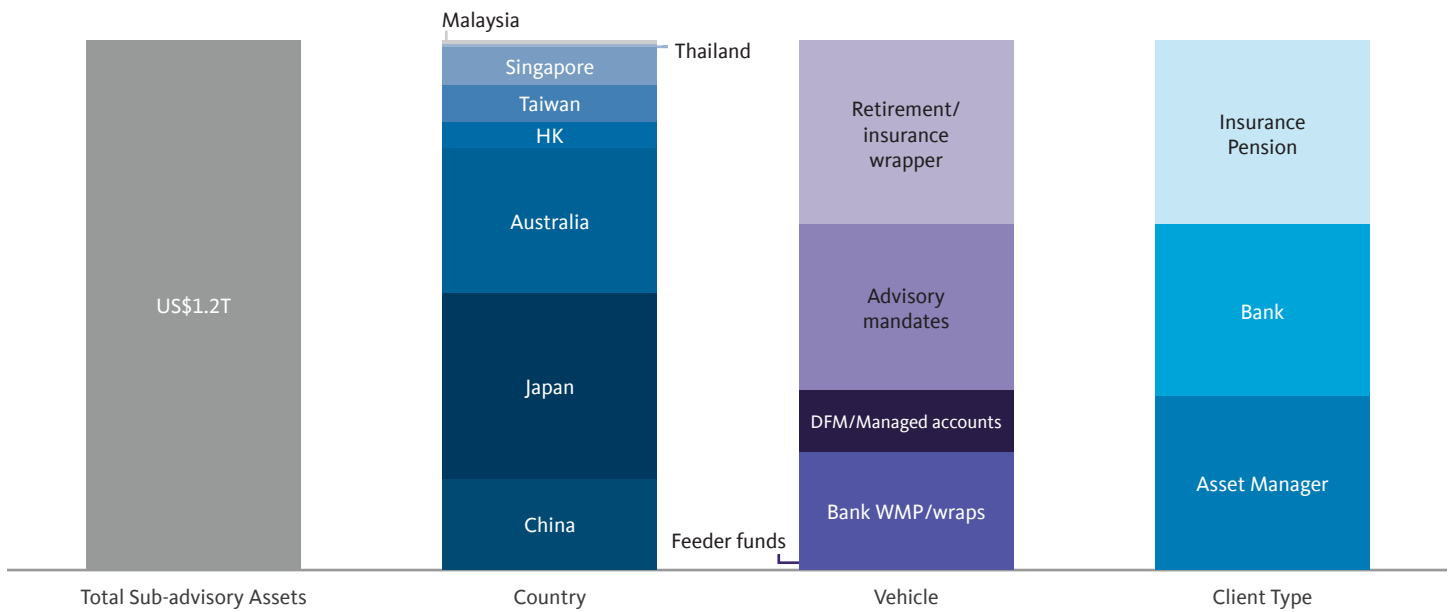 Malaysia
Thailand
Singapore
Taiwan
HK
Australia
Japan
China
US$1.2T
Retirement/
insurance
wrapper
Advisory
mandates
DFM/Managed accounts
Bank WMP/wraps
Feeder funds
Insurance
Pension
Bank
Asset Manager
Total Sub-advisory Assets
Country
Vehicle
Client Type